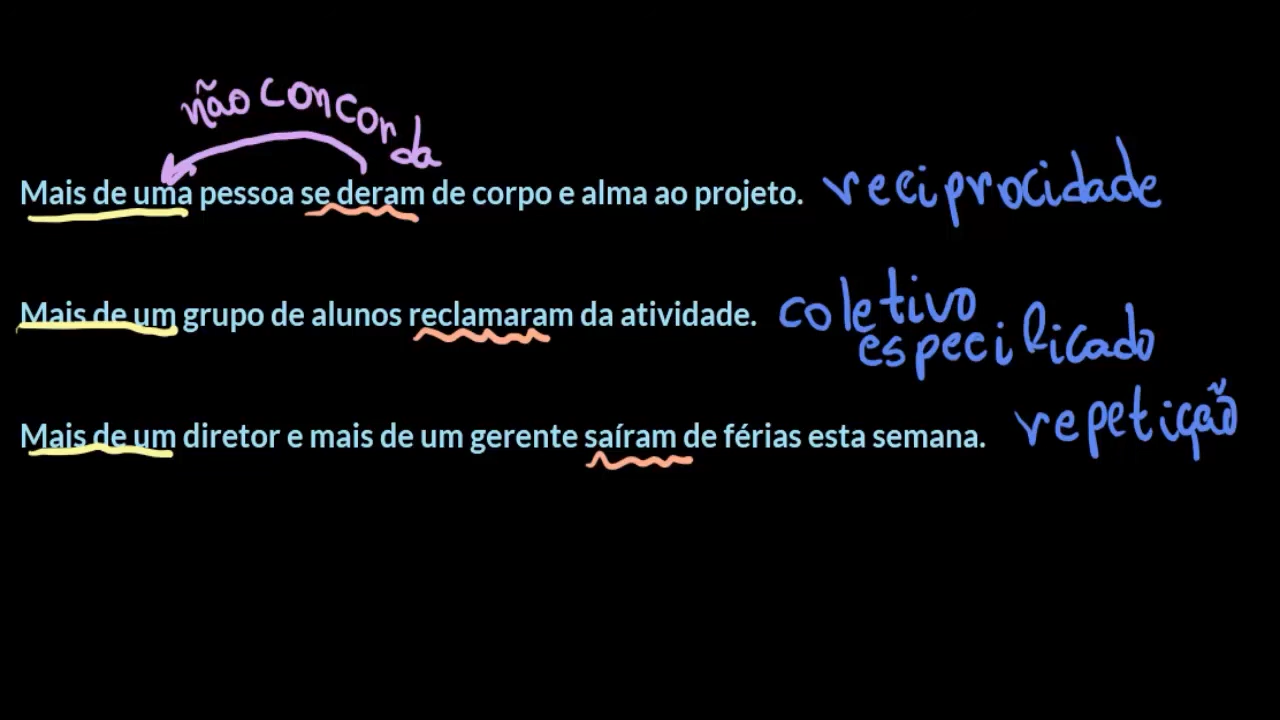 não concorda
Mais de uma pessoa se deram de corpo e alma ao projeto. reciprocidade
Mais de um grupo de alunos reclamaram da atividade. coletivo
especificado
Mais de um diretor e mais de um gerente saíram de férias esta semana. repetição